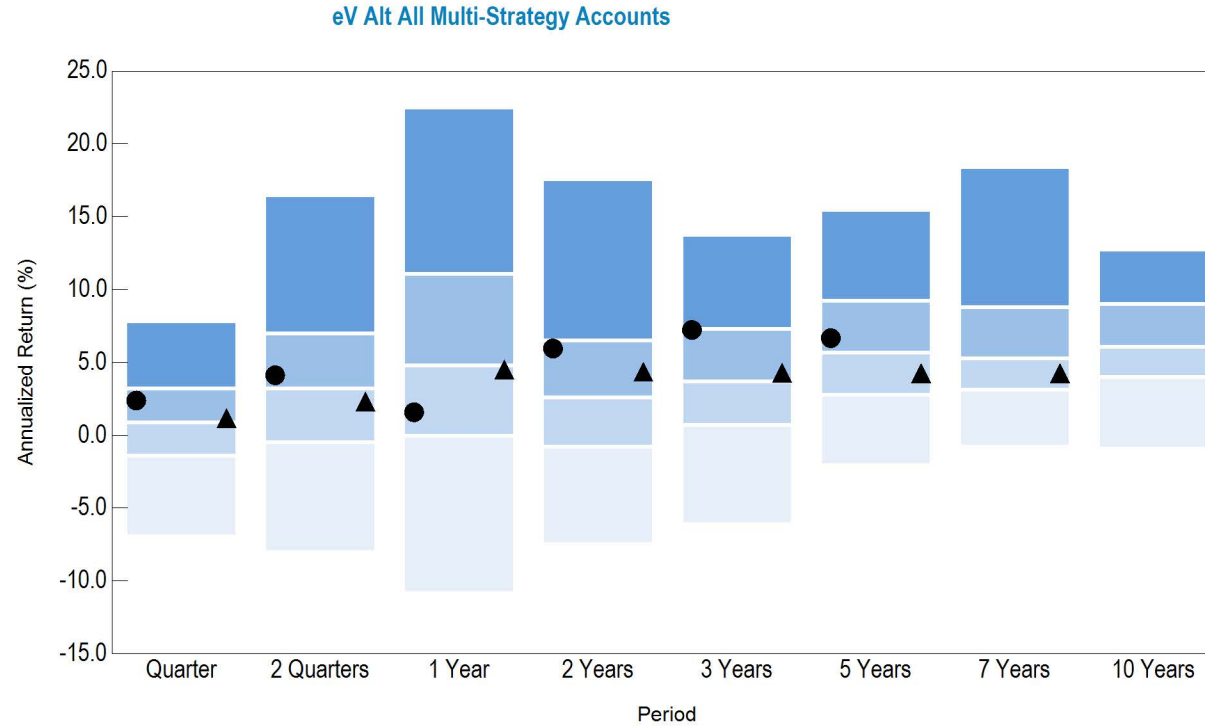 eV Alt All Multi-Strategy Accounts
25.0
20.0
15.0
10.0
5.0
0.0
-5.0
-10.0
-15.0
Annualized Return (%)
Quarter 2 Quarters 1 Year 2 Years 3 Years 5 Years 7 Years 10 Years
Period